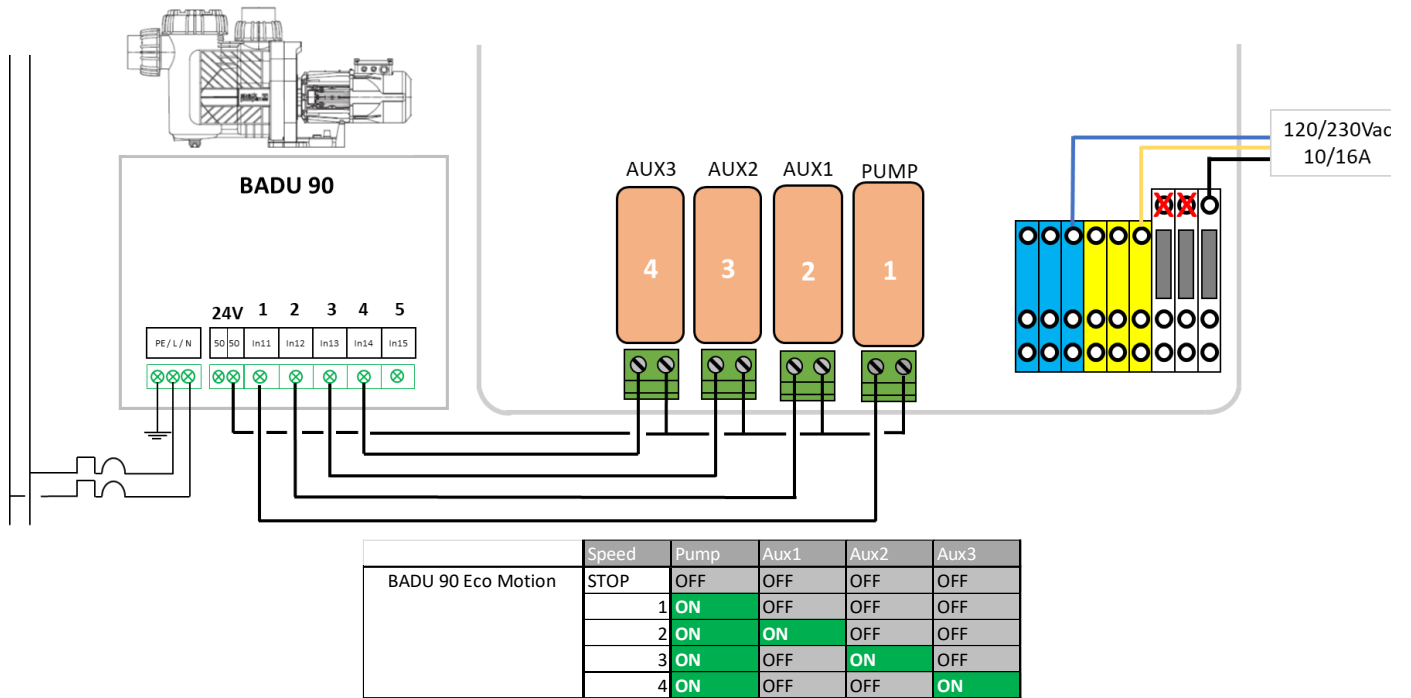 120/230Vac
10/16A
BADU 90
AUX3 AUX2 AUX1 PUMP
4 3 2 1
24V 1 2 3 4 5
PE / L / N 50 50 In11 In12 In13 In14 In15
Speed Pump Aux1 Aux2 Aux3
BADU 90 Eco Motion STOP OFF OFF OFF OFF
1 ON OFF OFF OFF
2 ON ON OFF OFF
3 ON OFF ON OFF
4 ON OFF OFF ON